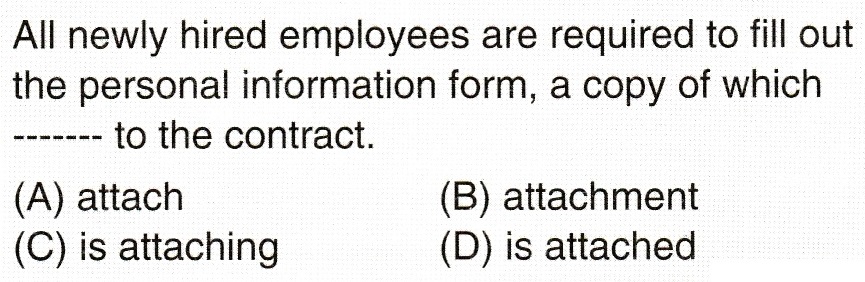 All newly hired employees are required to fill out
the personal information form, a copy of which
------- to the contract.
(A) attach (B) attachment
(C) is attaching (D) is attached